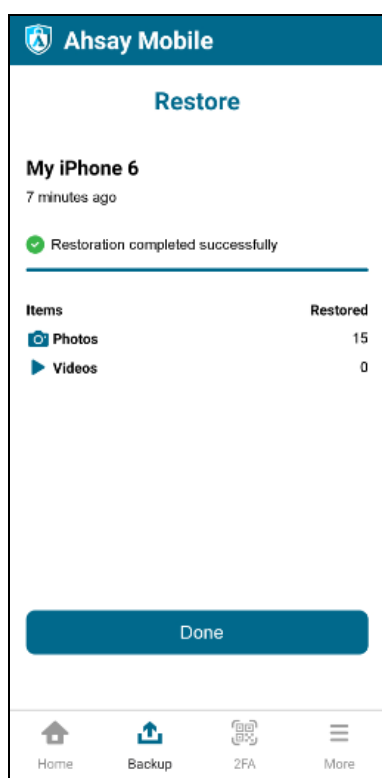 Ahsay Mobile
Restore
My iPhone 6
7 minutes ago
Restoration completed successfully
Items Restored
Photos 15
Videos 0
Done
Home Backup 2FA More